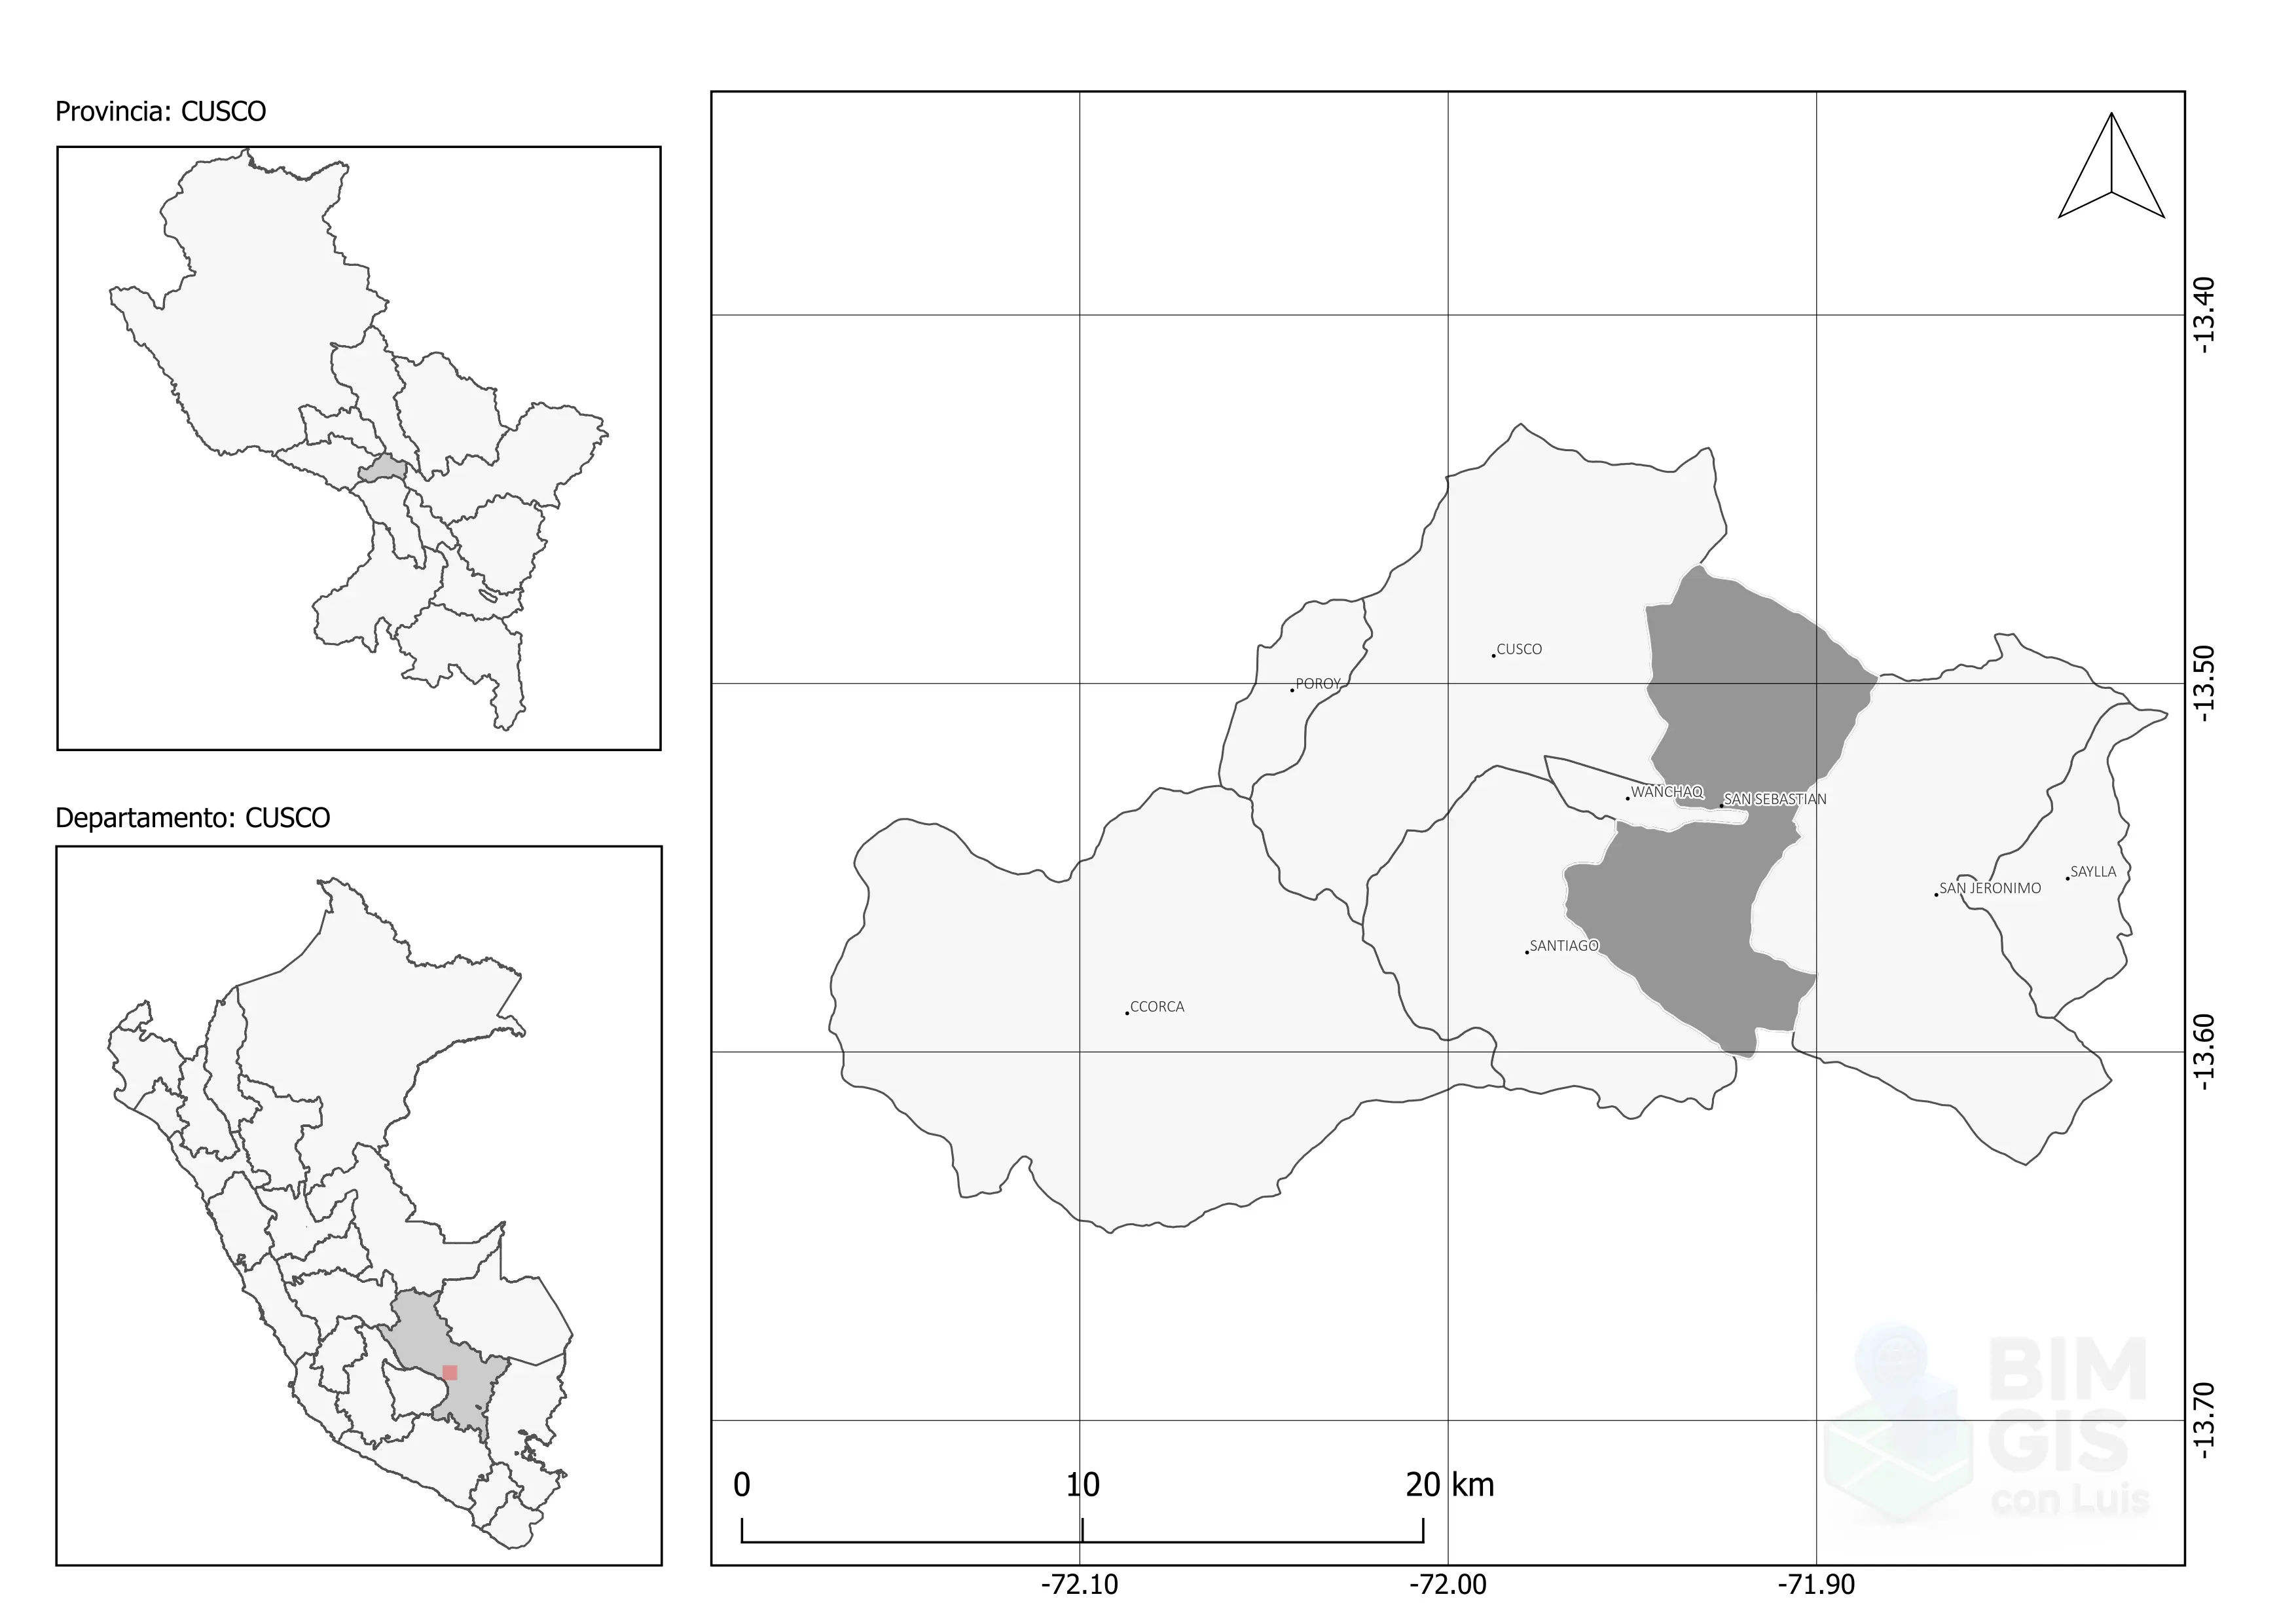 Provincia: CUSCO
Departamento: CUSCO
CUSCO
POROY
WANCHAQ
SAN SEBASTIAN
SAYLLA
SAN JERONIMO
SANTIAGO
CCORCA
-13.40
-13.50
-13.60
-13.70
0 10 20 km
-72.10 -72.00 -71.90
BIM
GIS
con Luis